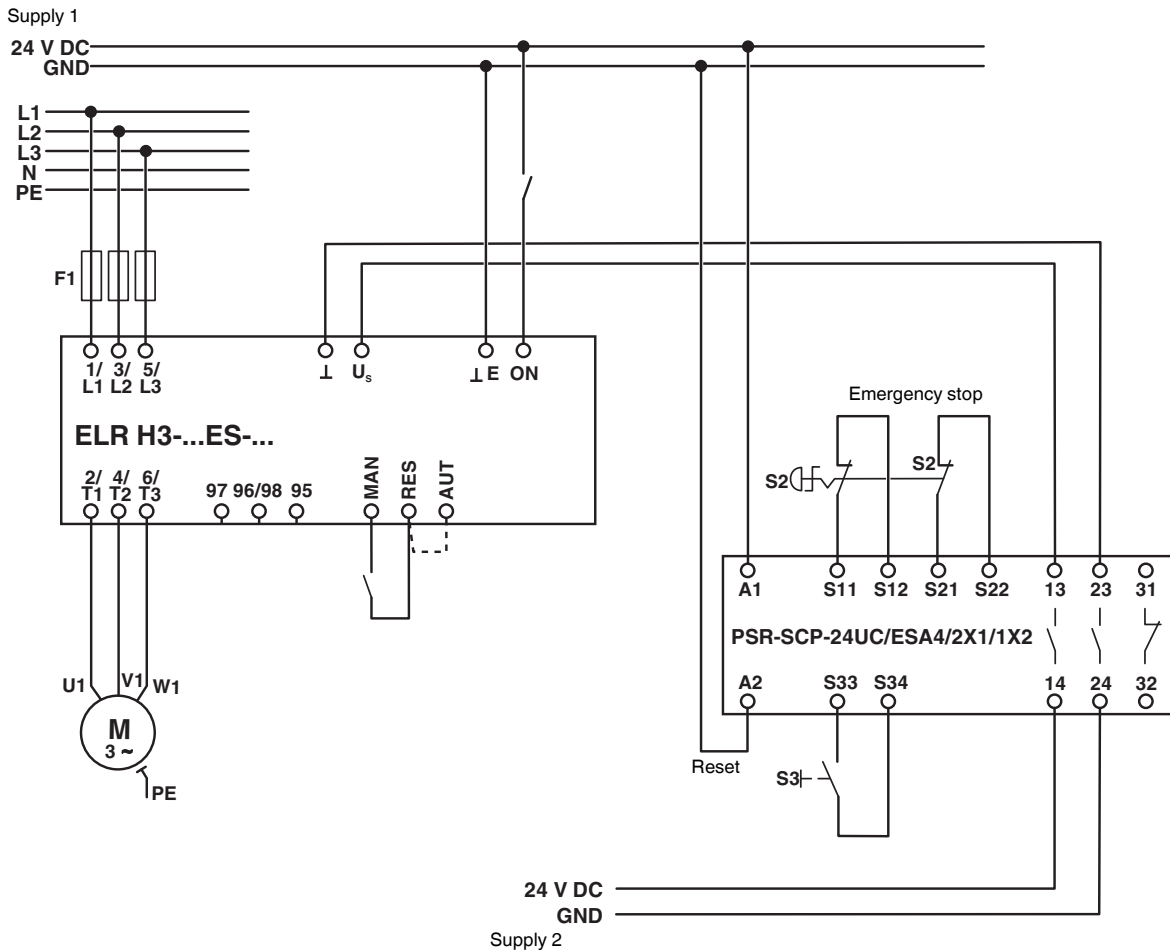 Supply 1
24 V DC
GND
L1
L2
L3
N
PE
F1
1/ 3/ 5/
L1 L2 L3
⊥ Us ⊥ E ON
ELR H3-...ES-...
2/ 4/ 6/
T1 T2 T3
97 96/98 95
MAN RES AUT
U1 V1 W1
M
3 ~
PE
Emergency stop
S2
S2
A1 S11 S12 S21 S22 13 23 31
PSR-SCP-24UC/ESA4/2X1/1X2
A2 S33 S34 14 24 32
Reset
S3
24 V DC
GND
Supply 2